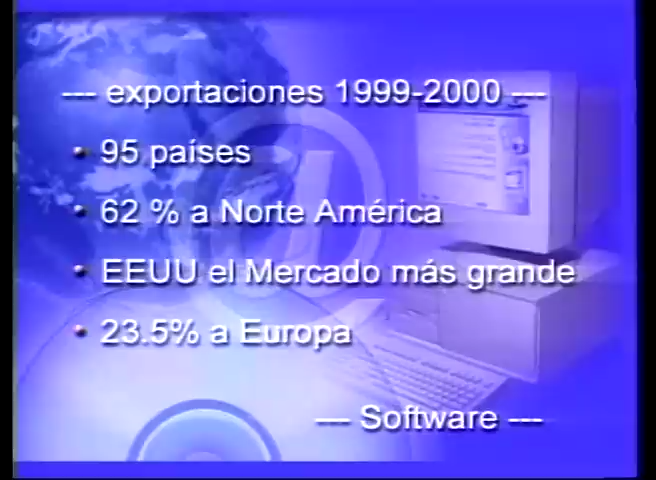 --- exportaciones 1999-2000 ---
• 95 países
• 62 % a Norte América
• EEUU el Mercado más grande
• 23.5% a Europa
--- Software ---